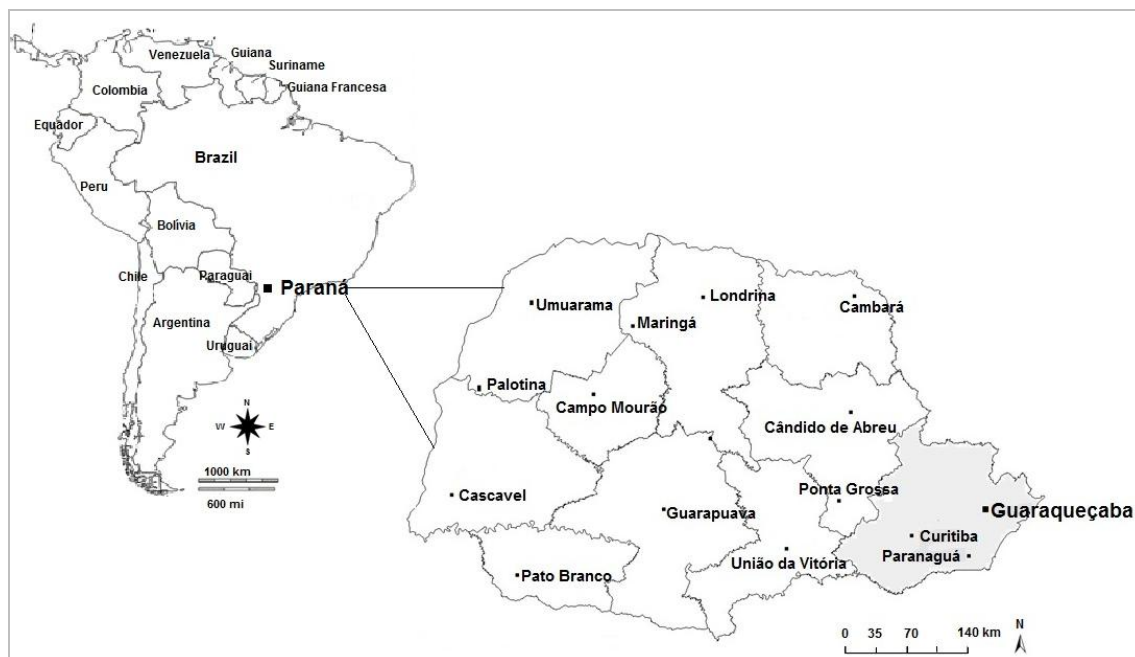 Venezuela
Guiana
Suriname
Guiana Francesa
Colombia
Equador
Brazil
Peru
Bolívia
Chile
Paraguai
Paraná
Argentina
Uruguai
N
W E
S
1000 km
600 mi
Umuarama
Londrina
Cambará
Maringá
Palotina
Campo Mourão
Cândido de Abreu
Cascavel
Ponta Grossa
Guarapuava
Guaraqueçaba
Curitiba
Paranaguá
União da Vitória
Pato Branco
0 35 70 140 km
N